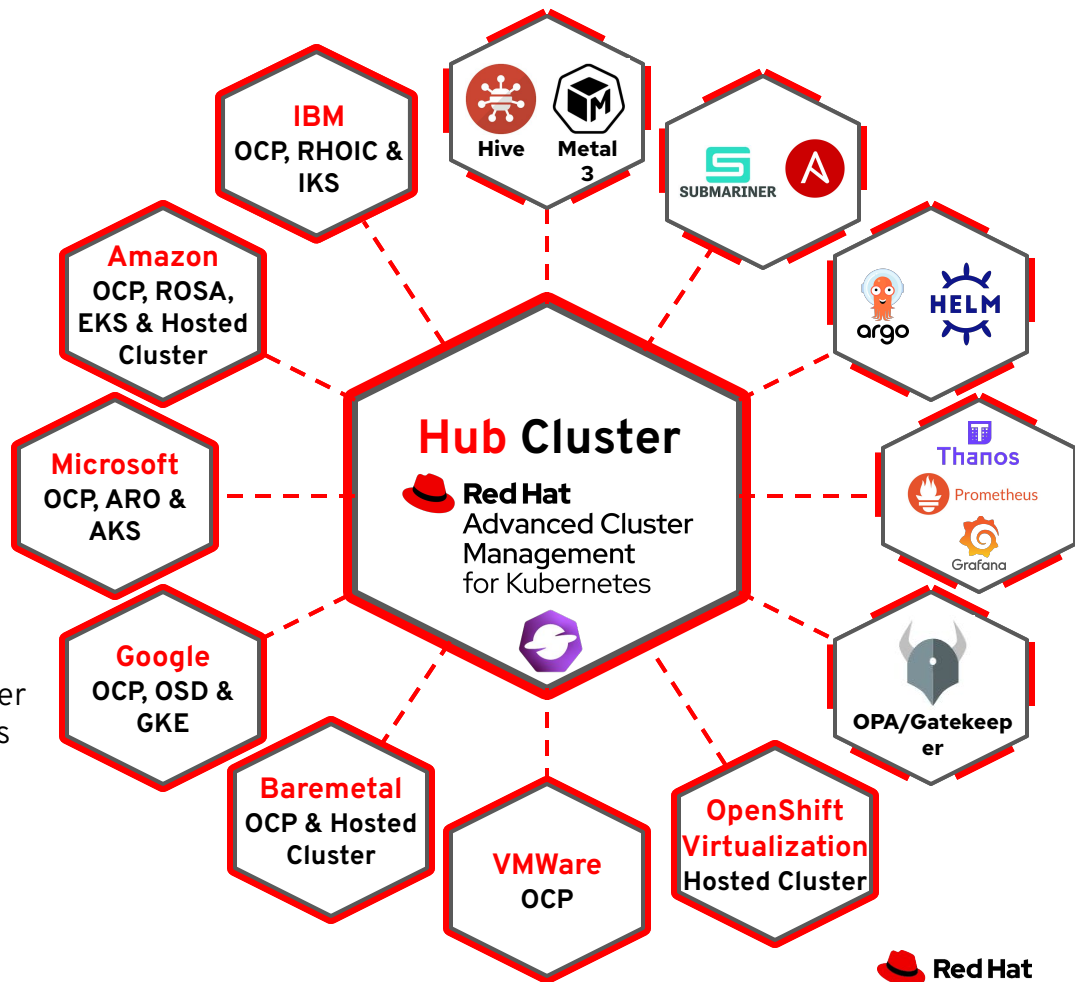 Hive
Metal
3
IBM
OCP, RHOIC &
IKS
SUBMARINER
Amazon
OCP, ROSA,
EKS & Hosted
Cluster
argo
HELM
Hub Cluster
Red Hat
Advanced Cluster
Management
for Kubernetes
Microsoft
OCP, ARO &
AKS
Thanos
Prometheus
Grafana
Google
OCP, OSD &
GKE
er
s
OPA/Gatekeep
er
Baremetal
OCP & Hosted
Cluster
VMWare
OCP
OpenShift
Virtualization
Hosted Cluster
Red Hat